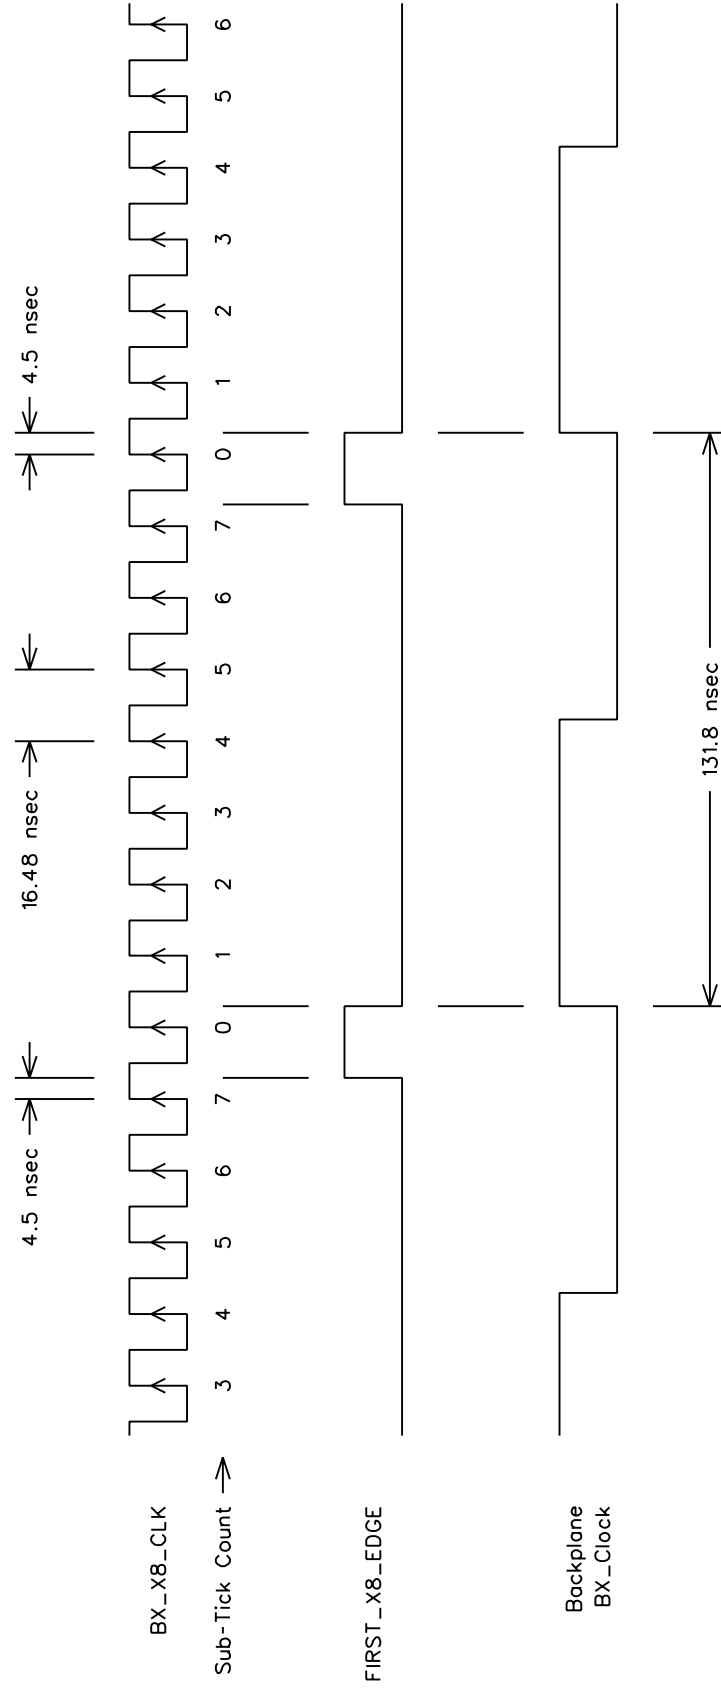 4.5 nsec 16.48 nsec 4.5 nsec
BX_X8_CLK
Sub-Tick Count → 3 4 5 6 7 0 1 2 3 4 5 6 7 0 1 2 3 4 5 6
FIRST_X8_EDGE
Backplane
BX_Clock
131.8 nsec